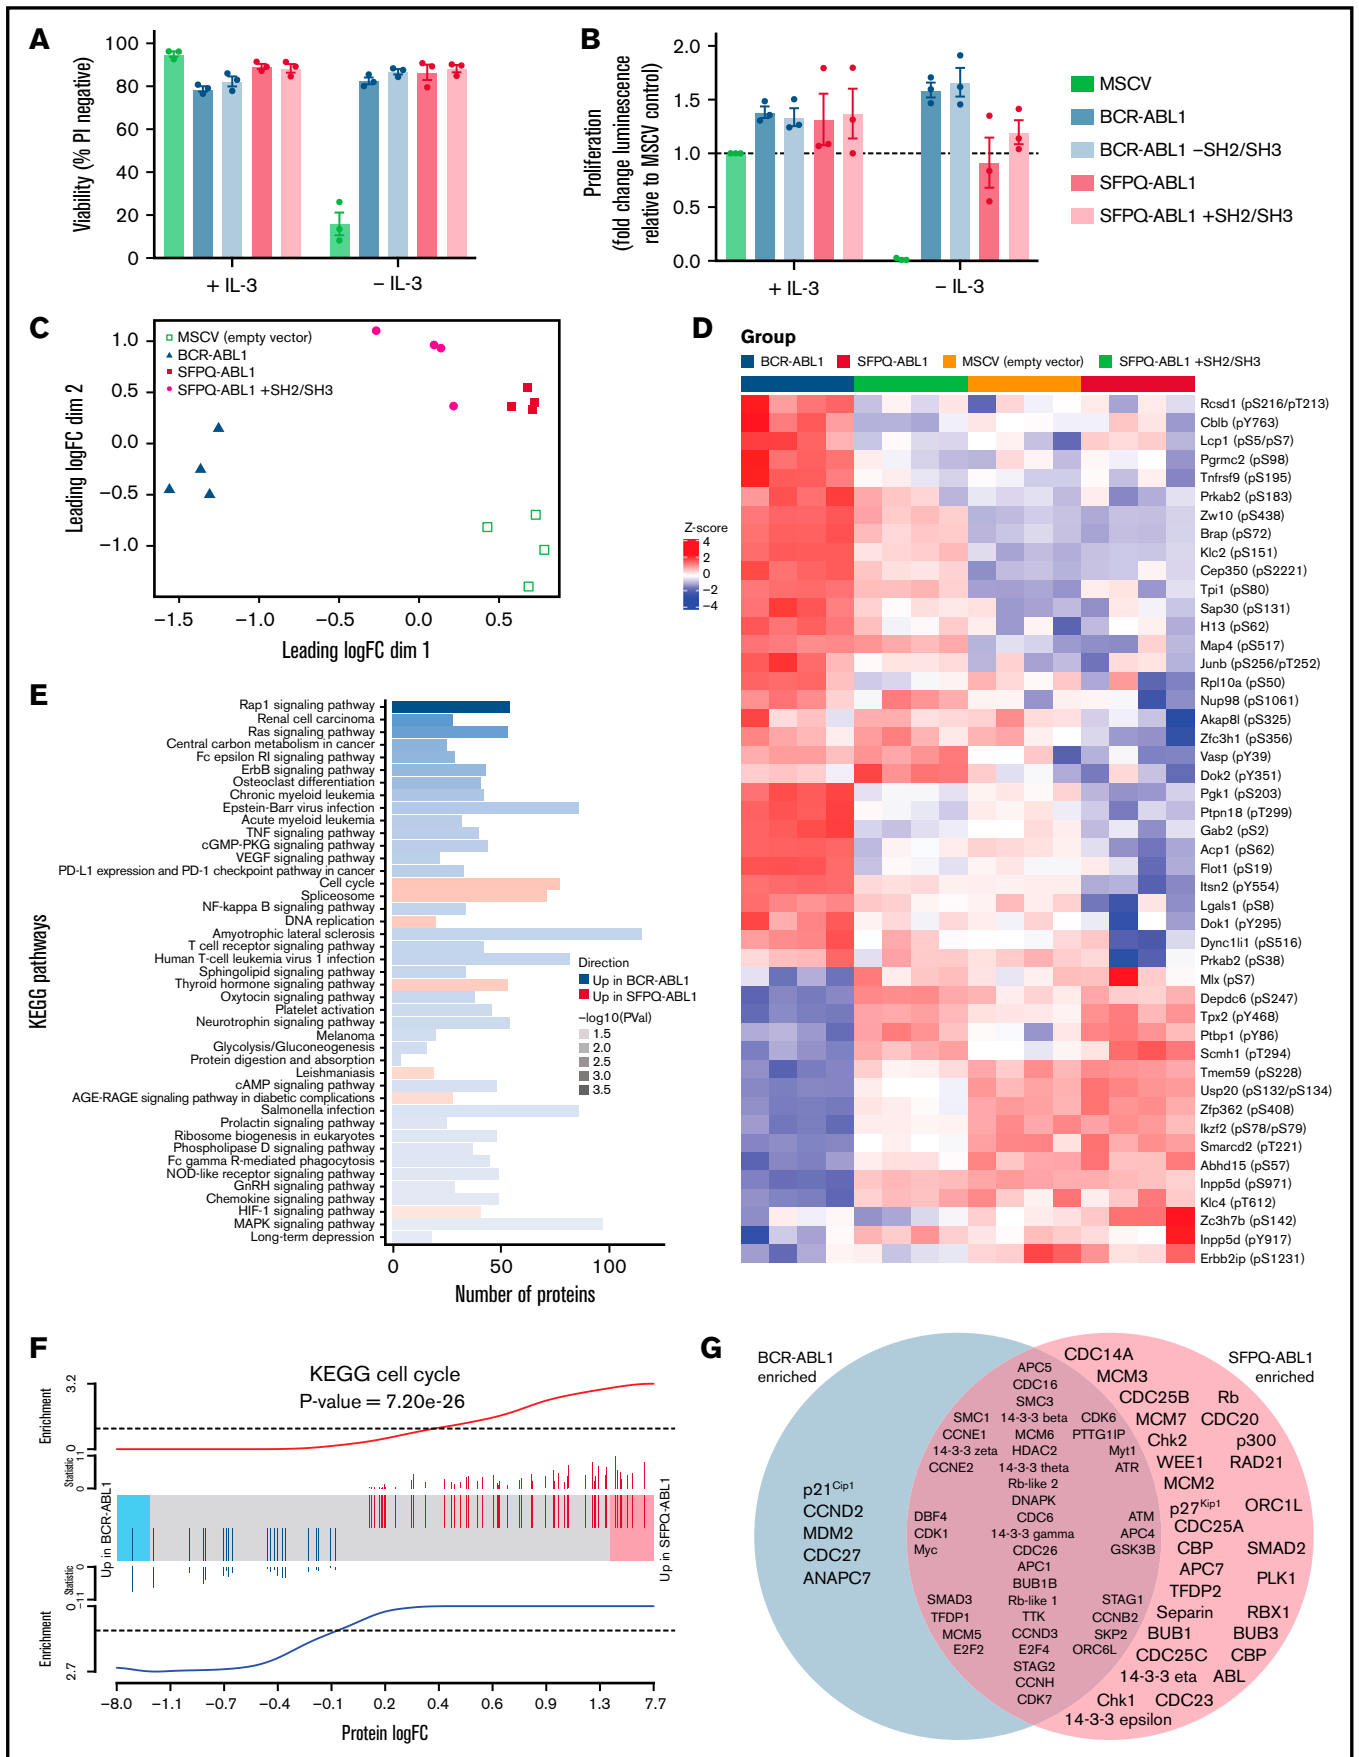 A
Viability (% PI negative)
100
80
60
40
20
0
+ IL-3
− IL-3
B
Proliferation
(fold change luminescence
relative to MSCV control)
2.0
1.5
1.0
0.5
0.0
+ IL-3
− IL-3
MSCV
BCR-ABL1
BCR-ABL1 −SH2/SH3
SFPQ-ABL1
SFPQ-ABL1 +SH2/SH3
C
MSCV (empty vector)
BCR-ABL1
SFPQ-ABL1
SFPQ-ABL1 +SH2/SH3
Leading logFC dim 2
1.0
0.5
0.0
−0.5
−1.0
−1.5
−1.0
−0.5
0.0
0.5
Leading logFC dim 1
D
Group
BCR-ABL1
SFPQ-ABL1
MSCV (empty vector)
SFPQ-ABL1 +SH2/SH3
Z-score
4
2
0
−2
−4
Rcsd1 (pS216/pT213)
Cblb (pY763)
Lcp1 (pS5/pS7)
Pgrmc2 (pS98)
Tnfrsf9 (pS195)
Prkab2 (pS183)
Zw10 (pS438)
Brap (pS72)
Klc2 (pS151)
Cep350 (pS2221)
Tpi1 (pS80)
Sap30 (pS131)
H13 (pS62)
Map4 (pS517)
Junb (pS256/pT252)
Rpl10a (pS50)
Nup98 (pS1061)
Akap8l (pS325)
Zfc3h1 (pS356)
Vasp (pY39)
Dok2 (pY351)
Pgk1 (pS203)
Ptpn18 (pT299)
Gab2 (pS2)
Acp1 (pS62)
Flot1 (pS19)
Itsn2 (pY554)
Lgals1 (pS8)
Dok1 (pY295)
Dync1li1 (pS516)
Prkab2 (pS38)
Mlx (pS7)
Depdc6 (pS247)
Tpx2 (pY468)
Ptbp1 (pY86)
Scmh1 (pT294)
Tmem59 (pS228)
Usp20 (pS132/pS134)
Zfp362 (pS408)
Ikzf2 (pS78/pS79)
Smarcd2 (pT221)
Abhd15 (pS57)
Inpp5d (pS971)
Klc4 (pT612)
Zc3h7b (pS142)
Inpp5d (pY917)
Erbb2ip (pS1231)
E
KEGG pathways
Rap1 signaling pathway
Renal cell carcinoma
Ras signaling pathway
Central carbon metabolism in cancer
Fc epsilon RI signaling pathway
ErbB signaling pathway
Osteoclast differentiation
Chronic myeloid leukemia
Epstein-Barr virus infection
Acute myeloid leukemia
TNF signaling pathway
cGMP-PKG signaling pathway
VEGF signaling pathway
PD-L1 expression and PD-1 checkpoint pathway in cancer
Cell cycle
Spliceosome
NF-kappa B signaling pathway
DNA replication
Amyotrophic lateral sclerosis
T cell receptor signaling pathway
Human T-cell leukemia virus 1 infection
Sphingolipid signaling pathway
Thyroid hormone signaling pathway
Oxytocin signaling pathway
Platelet activation
Neurotrophin signaling pathway
Melanoma
Glycolysis/Gluconeogenesis
Protein digestion and absorption
Leishmaniasis
cAMP signaling pathway
AGE-RAGE signaling pathway in diabetic complications
Salmonella infection
Prolactin signaling pathway
Ribosome biogenesis in eukaryotes
Phospholipase D signaling pathway
Fc gamma R-mediated phagocytosis
NOD-like receptor signaling pathway
GnRH signaling pathway
Chemokine signaling pathway
HIF-1 signaling pathway
MAPK signaling pathway
Long-term depression
0
50
100
Number of proteins
Direction
Up in BCR-ABL1
Up in SFPQ-ABL1
−log10(PVal)
1.5
2.0
2.5
3.0
3.5
F
KEGG cell cycle
P-value = 7.20e-26
Enrichment
3.2
0
Statistic
11
0
Up in BCR-ABL1
Up in SFPQ-ABL1
Statistic
0
-11
Enrichment
0
2.7
-8.0
-1.1
-0.7
-0.4
-0.1
0.2
0.4
0.6
0.9
1.3
7.7
Protein logFC
G
BCR-ABL1
enriched
SFPQ-ABL1
enriched
p21Cip1
CCND2
MDM2
CDC27
ANAPC7
APC5
CDC16
SMC3
SMC1 14-3-3 beta CDK6
CCNE1 MCM6 PTTG1IP
14-3-3 zeta HDAC2 Myt1
CCNE2 14-3-3 theta ATR
Rb-like 2
DNAPK
DBF4 CDC6 ATM
CDK1 14-3-3 gamma APC4
Myc CDC26 GSK3B
APC1
BUB1B
SMAD3 Rb-like 1 STAG1
TFDP1 TTK CCNB2
MCM5 CCND3 SKP2
E2F2 E2F4 ORC6L
STAG2
CCNH
CDK7
CDC14A
MCM3
CDC25B Rb
MCM7 CDC20
Chk2 p300
WEE1 RAD21
MCM2
p27Kip1 ORC1L
CDC25A
CBP SMAD2
APC7
PLK1
TFDP2
Separin RBX1
BUB1 BUB3
CDC25C CBP
14-3-3 eta ABL
Chk1 CDC23
14-3-3 epsilon